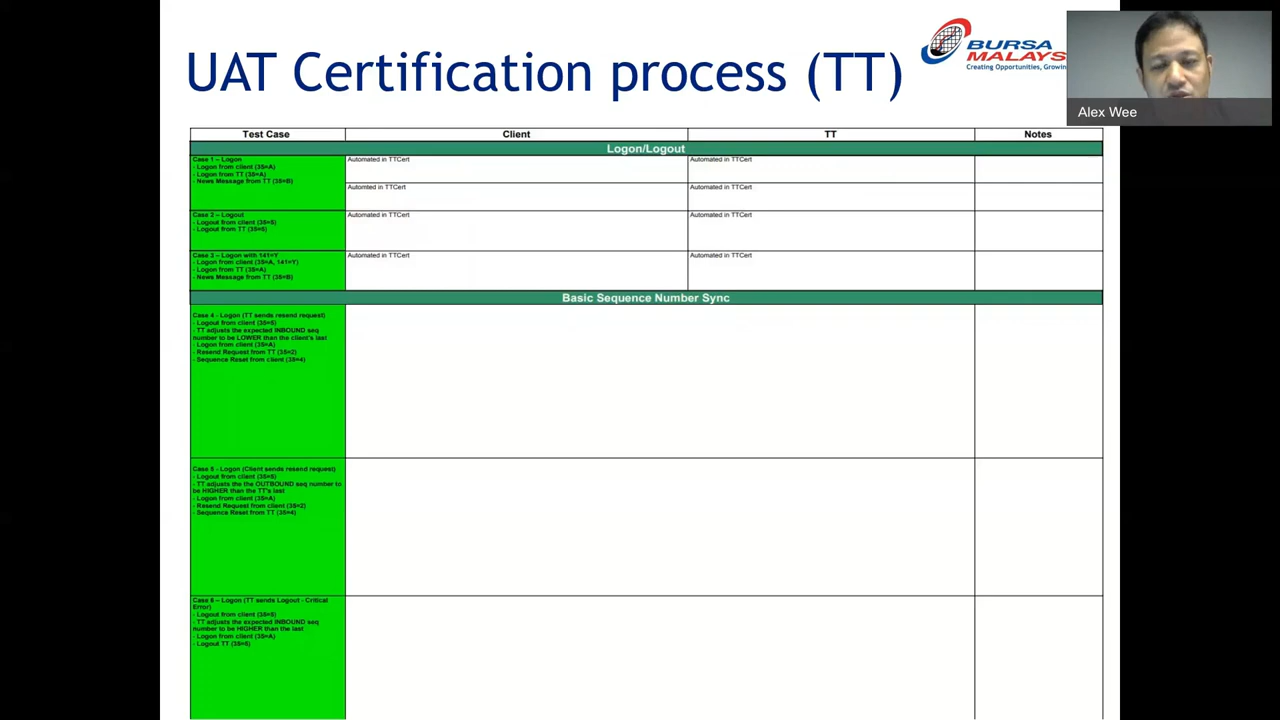 UAT Certification process (TT)
BURSA
MALAYS
Creating Opportunities, Growin
Alex Wee
Test Case
Client
TT
Notes
Logon/Logout
Case 1 – Logon
- Logon from client (35=A)
- Logon from TT (35=A)
- News Message from TT (35=B)
Automated in TTCert
Automated in TTCert
Automted in TTCert
Automated in TTCert
Case 2 – Logout
- Logout from client (35=5)
- Logout from TT (35=5)
Automated in TTCert
Automated in TTCert
Case 3 – Logon with 141=Y
- Logon from client (35=A, 141=Y)
- Logon from TT (35=A)
- News Message from TT (35=B)
Automated in TTCert
Automated in TTCert
Basic Sequence Number Sync
Case 4 - Logon (TT sends resend request)
- Logout from client (35=5)
- TT adjusts the expected INBOUND seq
number to be LOWER than the client's last
- Logon from client (35=A)
- Resend Request from TT (35=2)
- Sequence Reset from client (35=4)
Case 5 - Logon (Client sends resend request)
- Logout from client (35=5)
- TT adjusts the the OUTBOUND seq number to
be HIGHER than the TT's last
- Logon from client (35=A)
- Resend Request from client (35=2)
- Sequence Reset from TT (35=4)
Case 6 – Logon (TT sends Logout - Critical
Error)
- Logout from client (35=5)
- TT adjusts the expected INBOUND seq
number to be HIGHER than the last
- Logon from client (35=A)
- Logout TT (35=5)